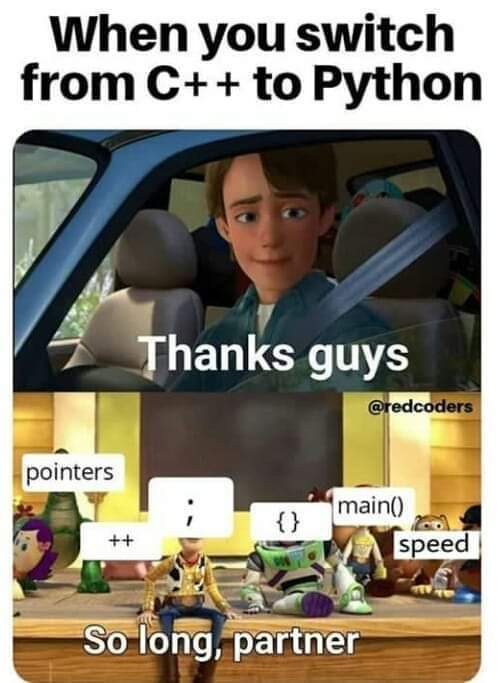 When you switch
from C++ to Python
Thanks guys
@redcoders
pointers
;
{}
main()
++
speed
So long, partner